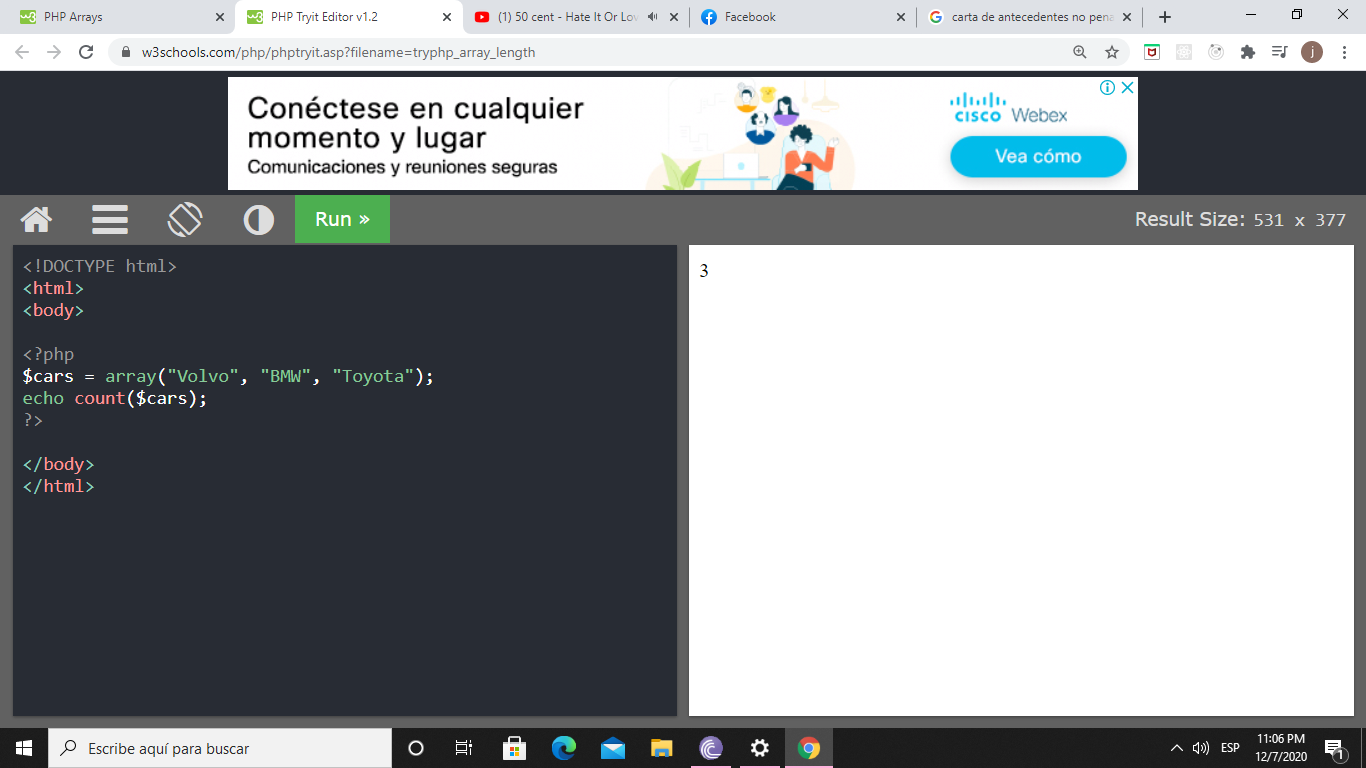 PHP Arrays
PHP Tryit Editor v1.2
(1) 50 cent - Hate It Or Lov
Facebook
carta de antecedentes no pena
w3schools.com/php/phptryit.asp?filename=tryphp_array_length
j
Conéctese en cualquier
momento y lugar
Comunicaciones y reuniones seguras
CISCO Webex
Vea cómo
Run »
Result Size: 531 x 377
<!DOCTYPE html>
<html>
<body>
<?php
$cars = array("Volvo", "BMW", "Toyota");
echo count($cars);
?>
</body>
</html>
3
Escribe aquí para buscar
ESP
11:06 PM
12/7/2020
1